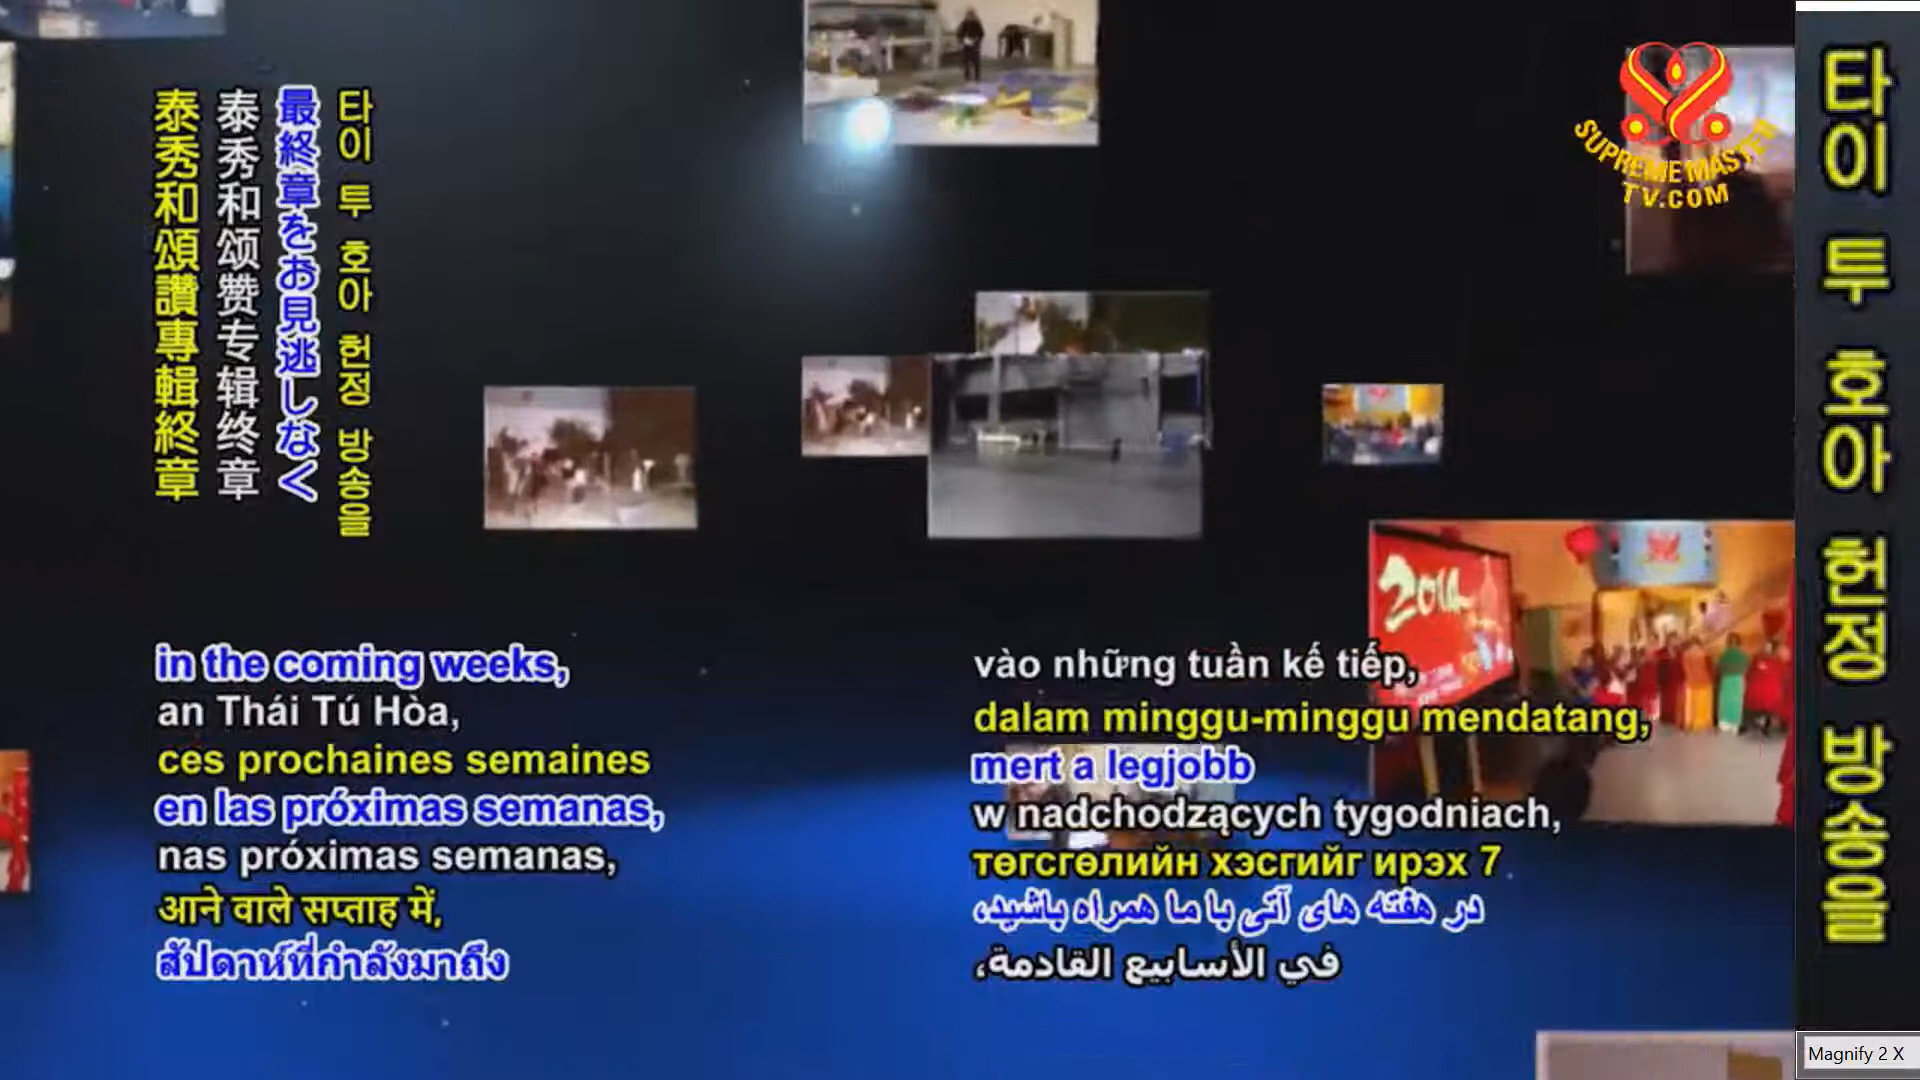 泰秀和頌讚專輯終章
泰秀和颂赞专辑终章
最終章をお見逃しなく
타이 투 호아 헌정 방송을
SUPREME MASTER
TV.COM
2014
in the coming weeks,
an Thái Tú Hòa,
ces prochaines semaines
en las próximas semanas,
nas próximas semanas,
आने वाले सप्ताह में,
สัปดาห์ที่กำลังมาถึง
vào những tuần kế tiếp,
dalam minggu-minggu mendatang,
mert a legjobb
w nadchodzących tygodniach,
төгсгөлийн хэсгийг ирэх 7
در هفته های آتی با ما همراه باشید،
في الأسابيع القادمة،
타이 투 호아 헌정 방송을
Magnify 2 X